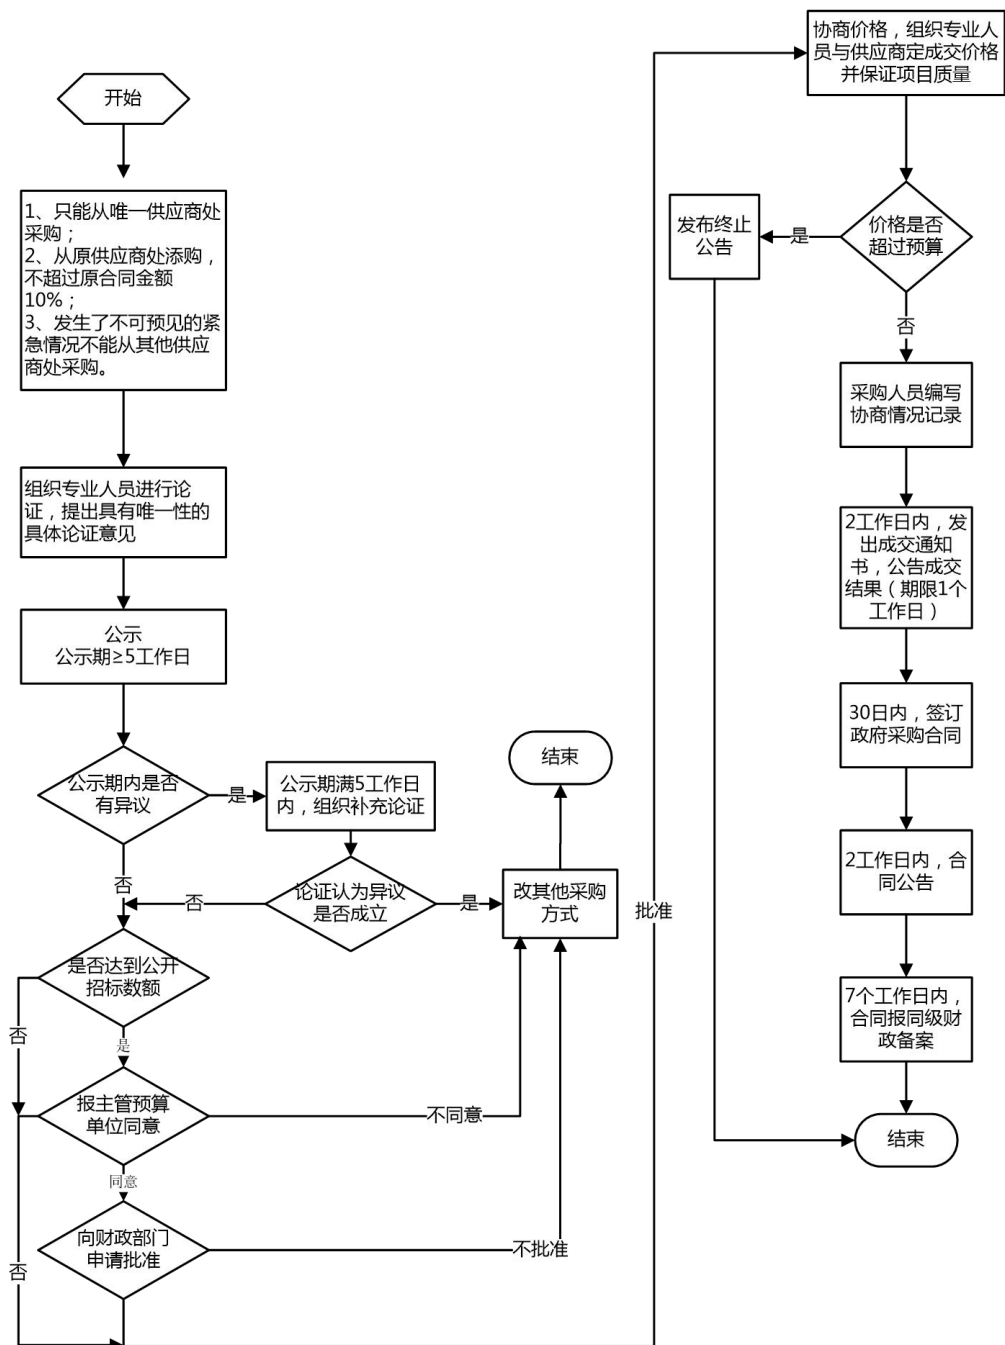 开始
1、只能从唯一供应商处
采购；
2、从原供应商处添购，
不超过原合同金额
10%；
3、发生了不可预见的紧
急情况不能从其他供应
商处采购。
组织专业人员进行论
证，提出具有唯一性的
具体论证意见
公示
公示期≥5工作日
公示期内是否
有异议
是
公示期满5工作日
内，组织补充论证
否
论证认为异议
是否成立
否
是
改其他采购
方式
结束
是否达到公开
招标数额
否
是
报主管预算
单位同意
不同意
同意
向财政部门
申请批准
不批准
否
批准
协商价格，组织专业人
员与供应商定成交价格
并保证项目质量
价格是否
超过预算
是
发布终止
公告
否
采购人员编写
协商情况记录
2工作日内，发
出成交通知
书，公告成交
结果（期限1个
工作日）
30日内，签订
政府采购合同
2工作日内，合
同公告
7个工作日内，
合同报同级财
政备案
结束